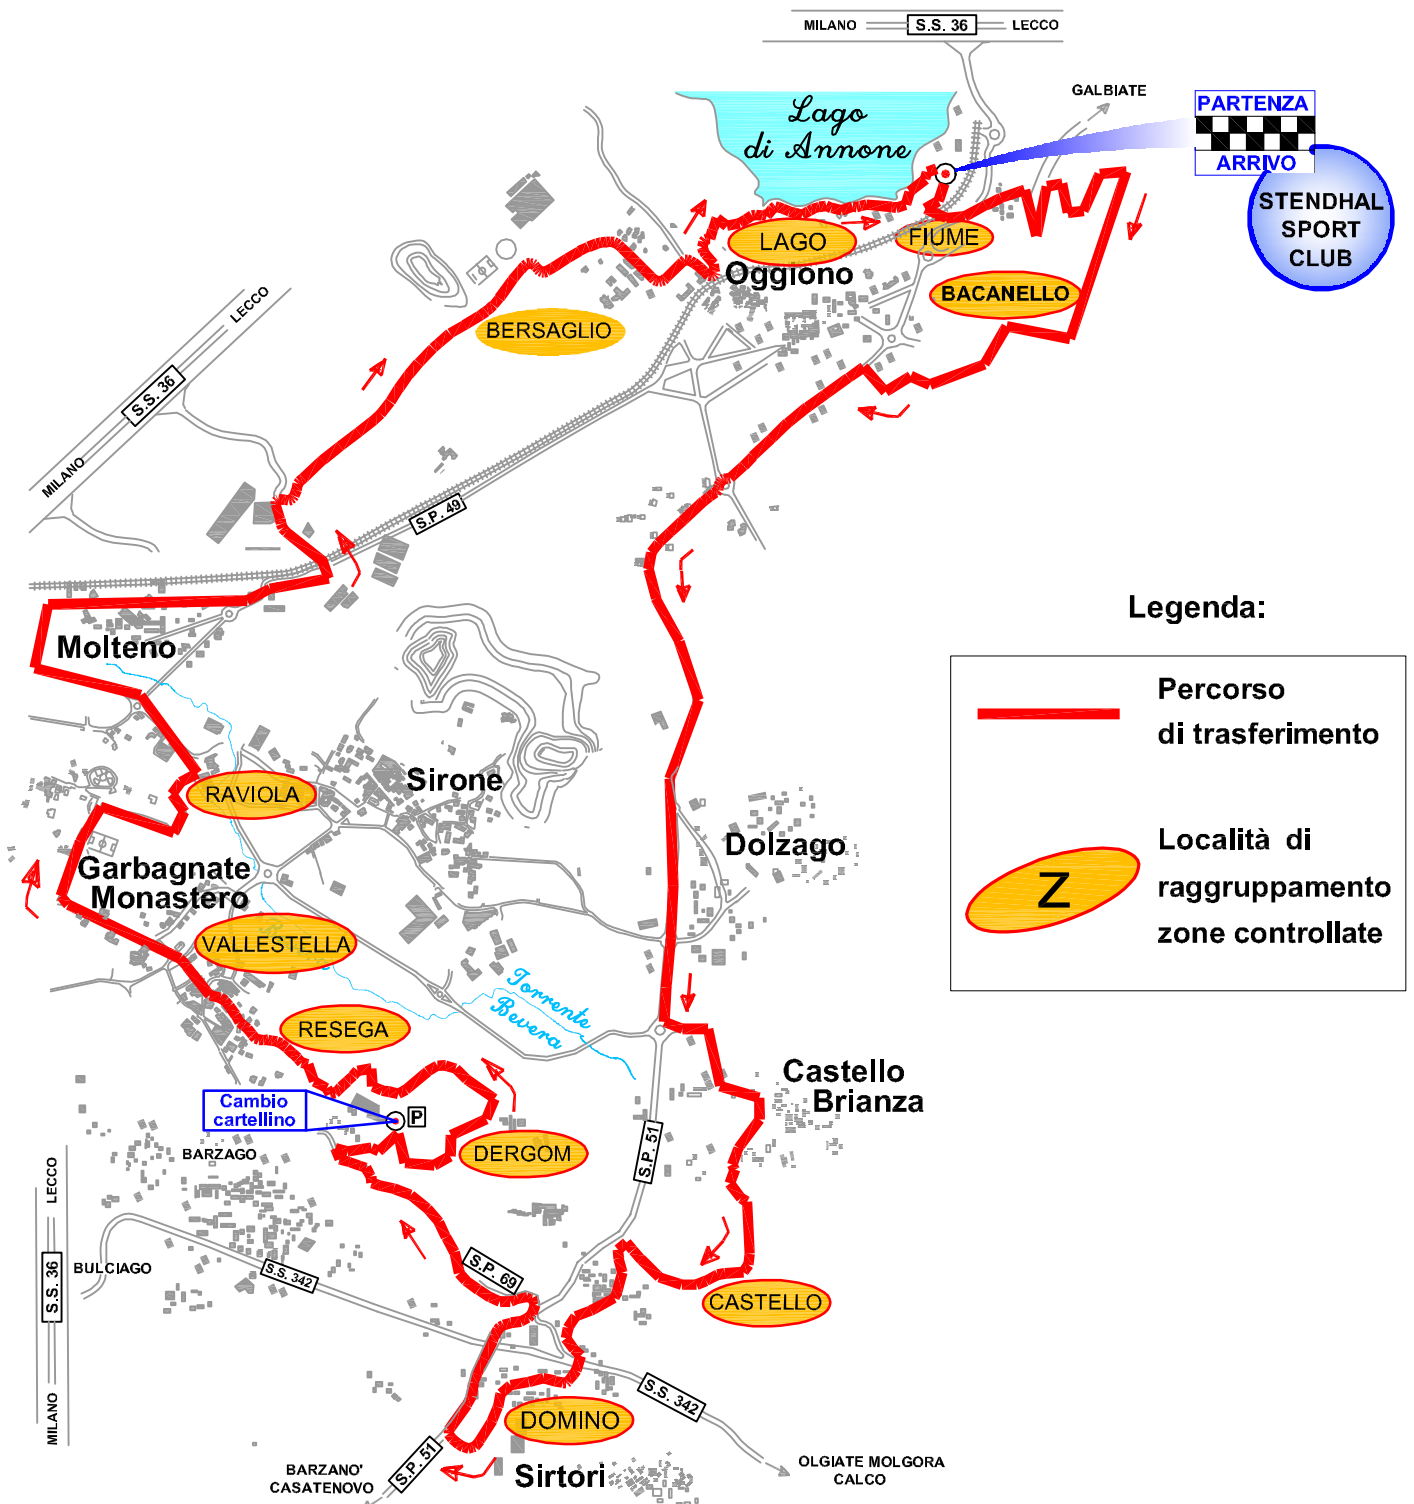 MILANO
S.S. 36
LECCO
GALBIATE
PARTENZA
ARRIVO
STENDHAL
SPORT
CLUB
Lago
di Annone
LAGO
FIUME
Oggiono
BACANELLO
BERSAGLIO
LECCO
S.S. 36
MILANO
S.P. 49
Legenda:
Percorso
di trasferimento
Località di
raggruppamento
zone controllate
Z
Molteno
RAVIOLA
Sirone
Dolzago
Garbagnate
Monastero
VALLESTELLA
Torrente
Bevera
RESEGA
Castello
Brianza
Cambio
cartellino
P
DERGOM
S.P. 51
BARZAGO
LECCO
S.S. 36
MILANO
BULCIAGO
S.S. 342
S.P. 69
CASTELLO
S.S. 342
DOMINO
S.P. 51
BARZANO'
CASATENOVO
Sirtori
OLGIATE MOLGORA
CALCO